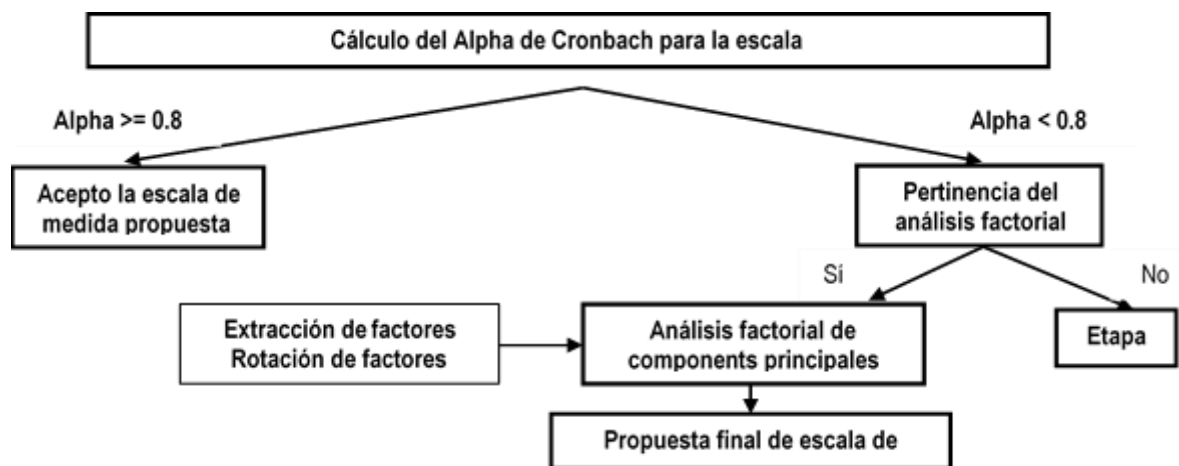 Cálculo del Alpha de Cronbach para la escala
Alpha >= 0.8
Alpha < 0.8
Acepto la escala de
medida propuesta
Pertinencia del
análisis factorial
Sí
No
Extracción de factores
Rotación de factores
Análisis factorial de
components principales
Etapa
Propuesta final de escala de